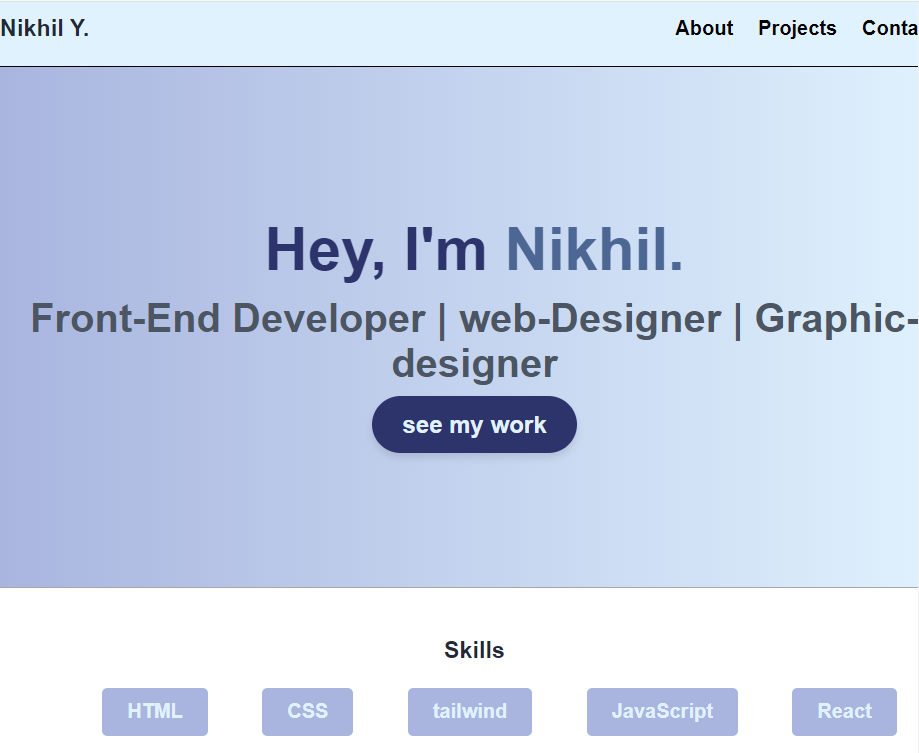 Nikhil Y.
About Projects Conta
Hey, I'm Nikhil.
Front-End Developer | web-Designer | Graphic-
designer
see my work
Skills
HTML CSS tailwind JavaScript React